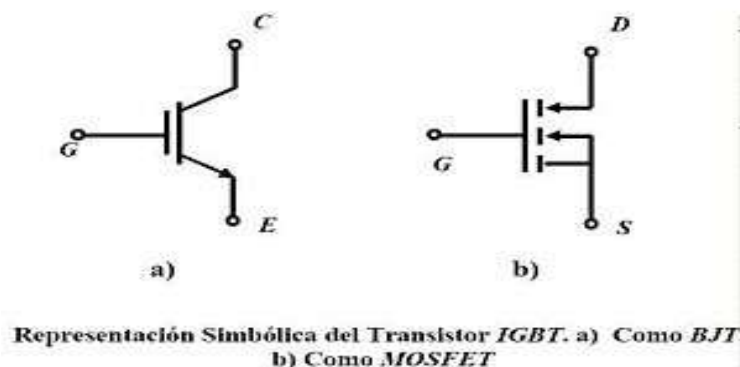 C
D
G
G
E
S
a)
b)
Representación Simbólica del Transistor IGBT. a) Como BJT
b) Como MOSFET